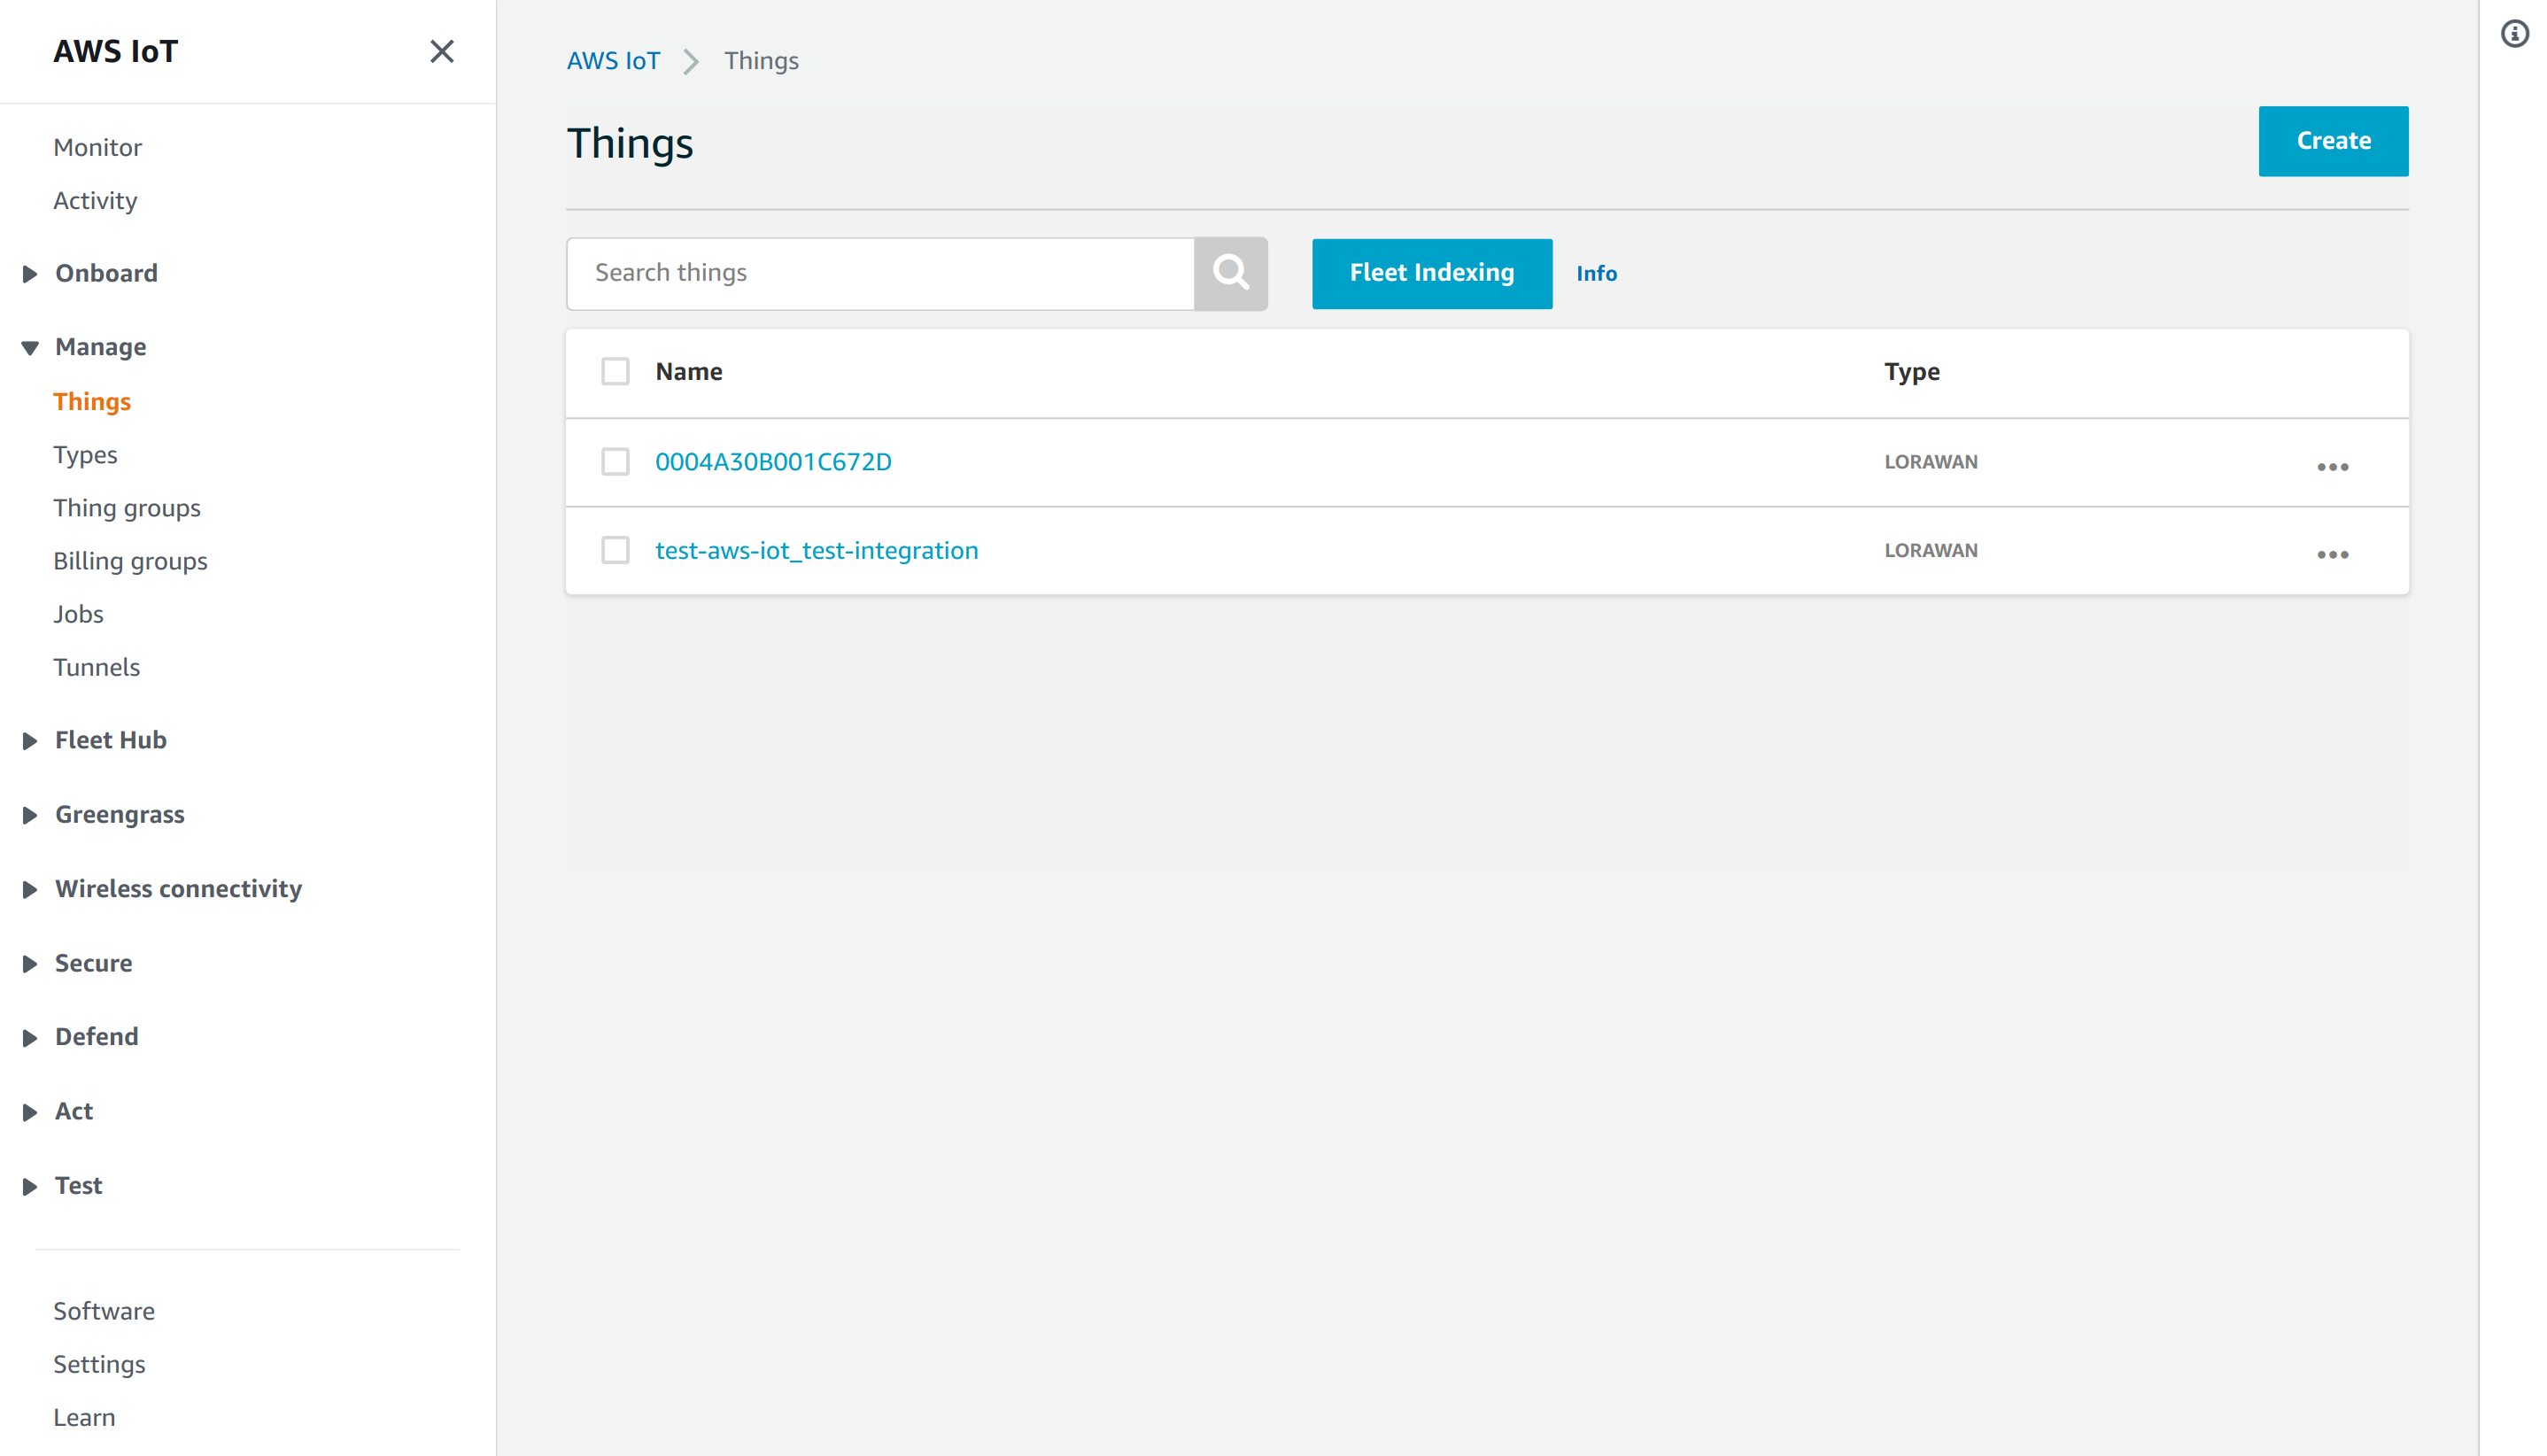 AWS IoT
Monitor
Activity
Onboard
Manage
Things
Types
Thing groups
Billing groups
Jobs
Tunnels
Fleet Hub
Greengrass
Wireless connectivity
Secure
Defend
Act
Test
Software
Settings
Learn
AWS IoT Things
Things
Create
Search things
Fleet Indexing Info
Name Type
0004A30B001C672D LORAWAN
test-aws-iot_test-integration LORAWAN